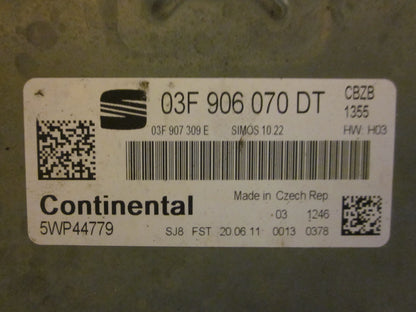 03F 906 070 DT
CBZB
1355
03F 907 309 E SIMOS 10.22 HW: H03
Made in Czech Rep
Continental
03 1246
5WP44779 SJ8 FST 20 06 11 0013 0378